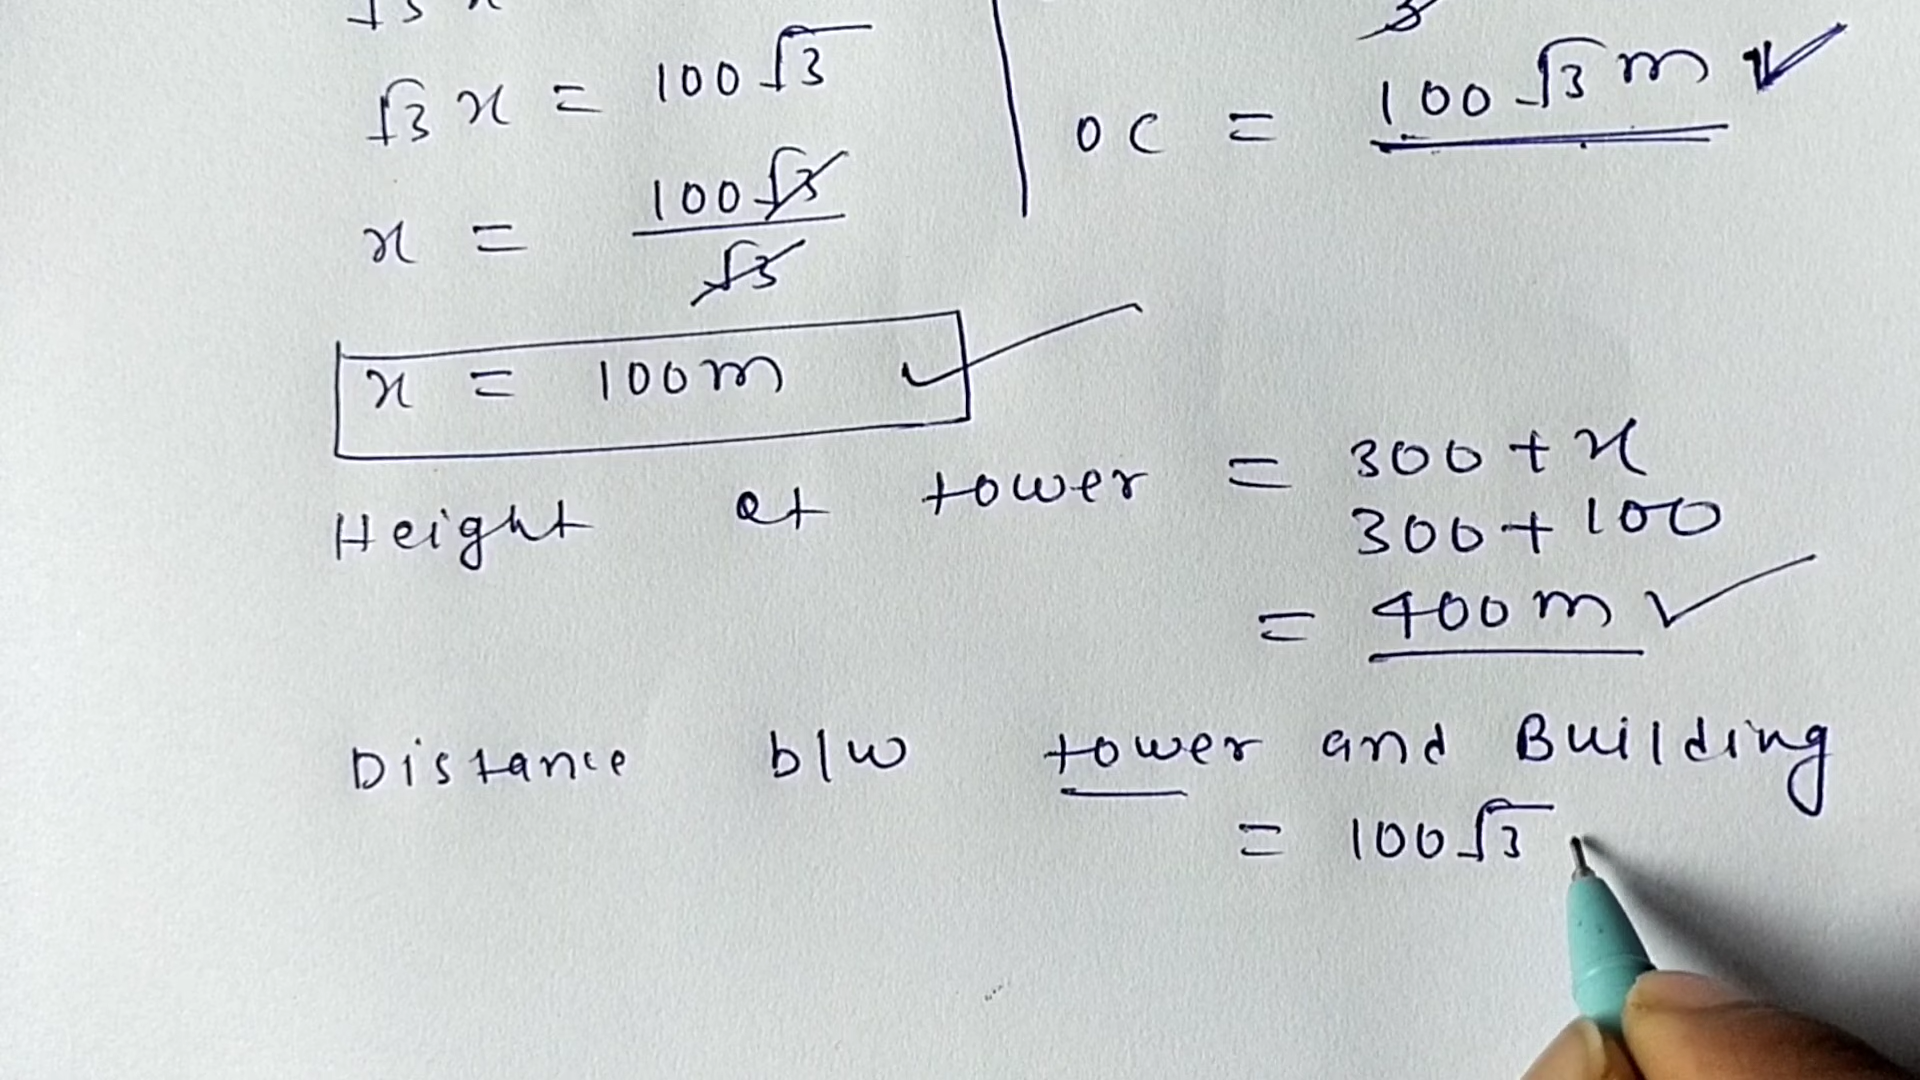 √3 x = 100√3
x = 100√3 / √3
x = 100m
OC = 100√3 m
Height of tower = 300 + x
300 + 100
= 400 m
Distance b/w tower and Building
= 100√3